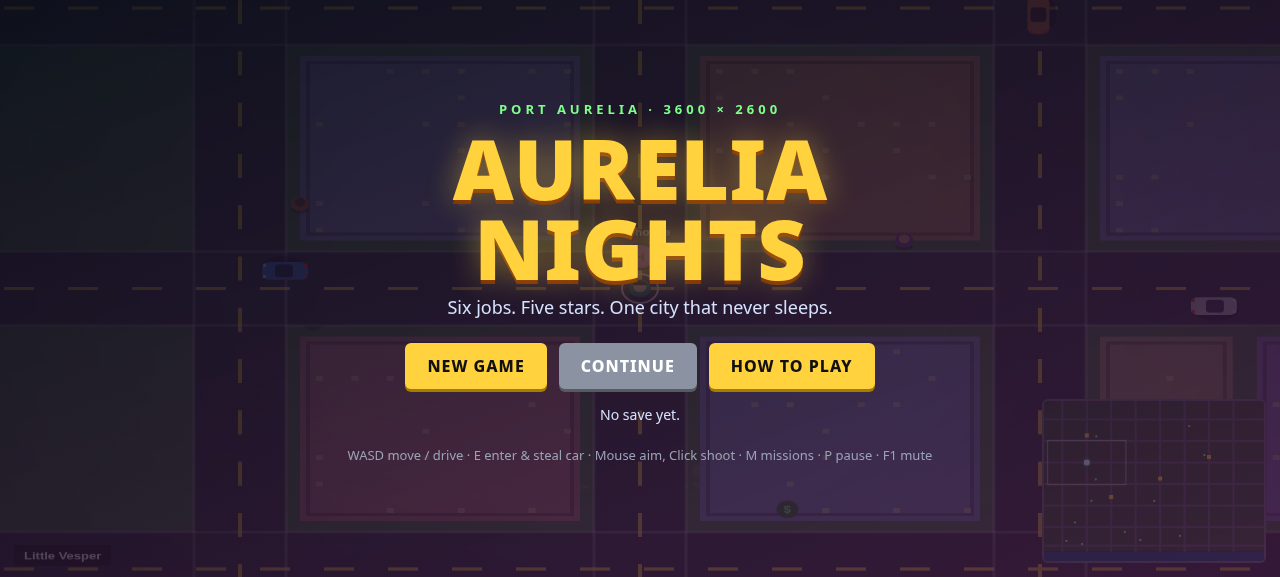 PORT AURELIA · 3600 × 2600
AURELIA
NIGHTS
Six jobs. Five stars. One city that never sleeps.
NEW GAME
CONTINUE
HOW TO PLAY
No save yet.
WASD move / drive · E enter & steal car · Mouse aim, Click shoot · M missions · P pause · F1 mute
$
Little Vesper